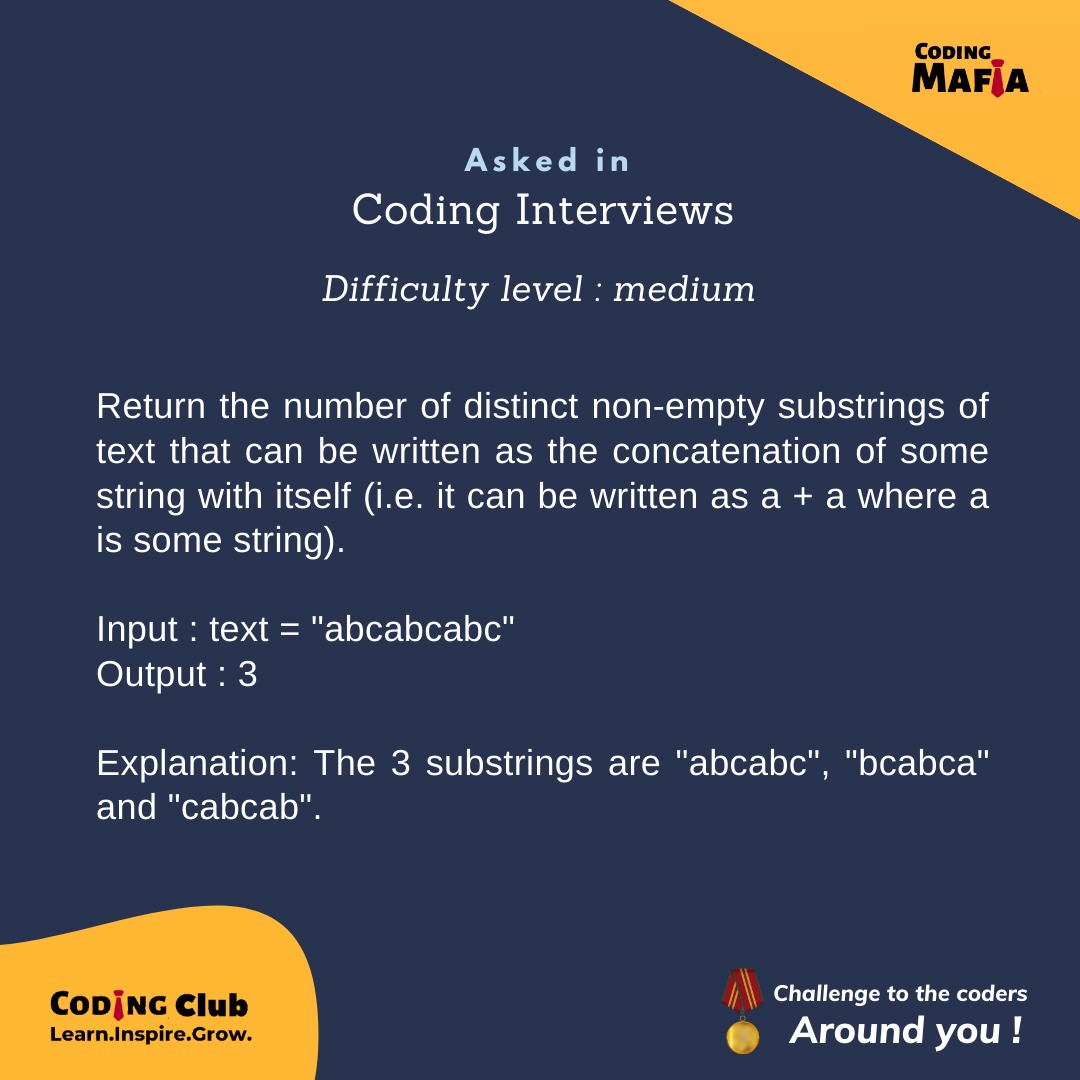 CODING
MAFIA
Asked in
Coding Interviews
Difficulty level : medium
Return the number of distinct non-empty substrings of
text that can be written as the concatenation of some
string with itself (i.e. it can be written as a + a where a
is some string).
Input : text = "abcabcabc"
Output : 3
Explanation: The 3 substrings are "abcabc", "bcabca"
and "cabcab".
CODING Club
Learn.Inspire.Grow.
Challenge to the coders
Around you !